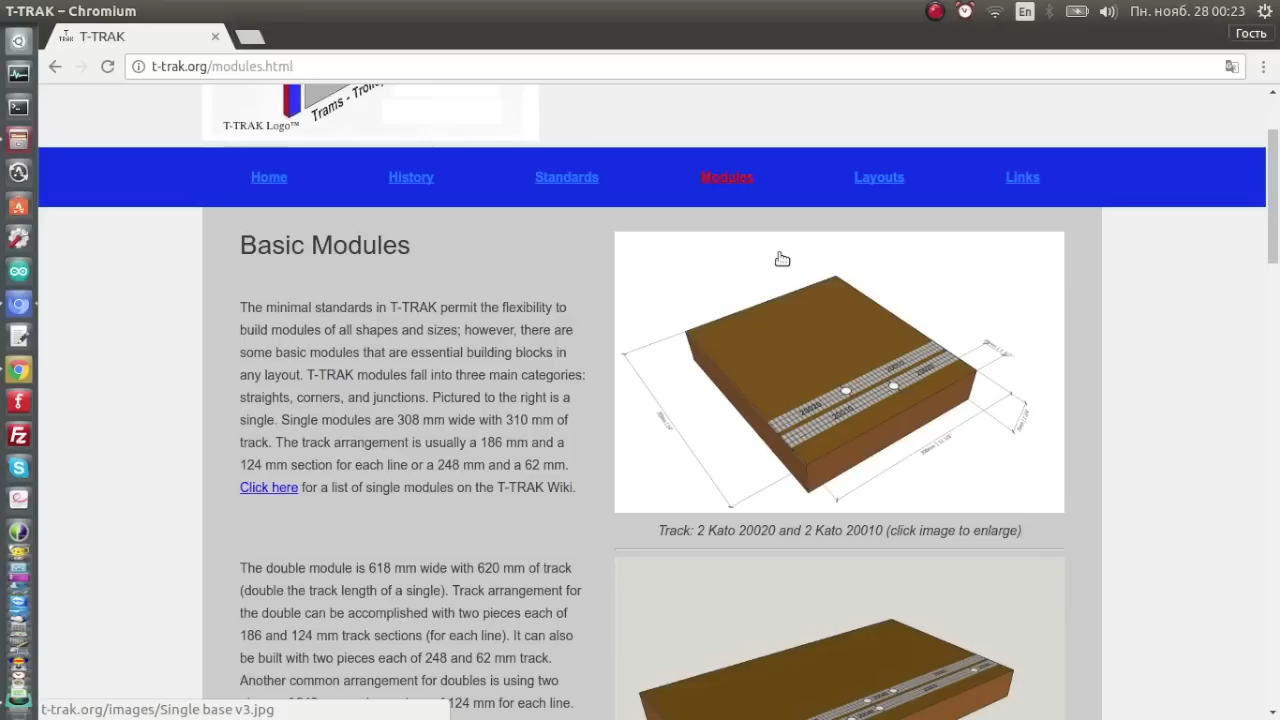 T-TRAK – Chromium
En
Пн. нояб. 28 00:23
T-TRAK
Гость
t-trak.org/modules.html
Trams - Troll
T-TRAK Logo™
Home History Standards Modules Layouts Links
Basic Modules
The minimal standards in T-TRAK permit the flexibility to
build modules of all shapes and sizes; however, there are
some basic modules that are essential building blocks in
any layout. T-TRAK modules fall into three main categories:
straights, corners, and junctions. Pictured to the right is a
single. Single modules are 308 mm wide with 310 mm of
track. The track arrangement is usually a 186 mm and a
124 mm section for each line or a 248 mm and a 62 mm.
Click here for a list of single modules on the T-TRAK Wiki.
20020
20010
Track: 2 Kato 20020 and 2 Kato 20010 (click image to enlarge)
The double module is 618 mm wide with 620 mm of track
(double the track length of a single). Track arrangement for
the double can be accomplished with two pieces each of
186 and 124 mm track sections (for each line). It can also
be built with two pieces each of 248 and 62 mm track.
Another common arrangement for doubles is using two
124 mm for each line.
t-trak.org/images/Single base v3.jpg